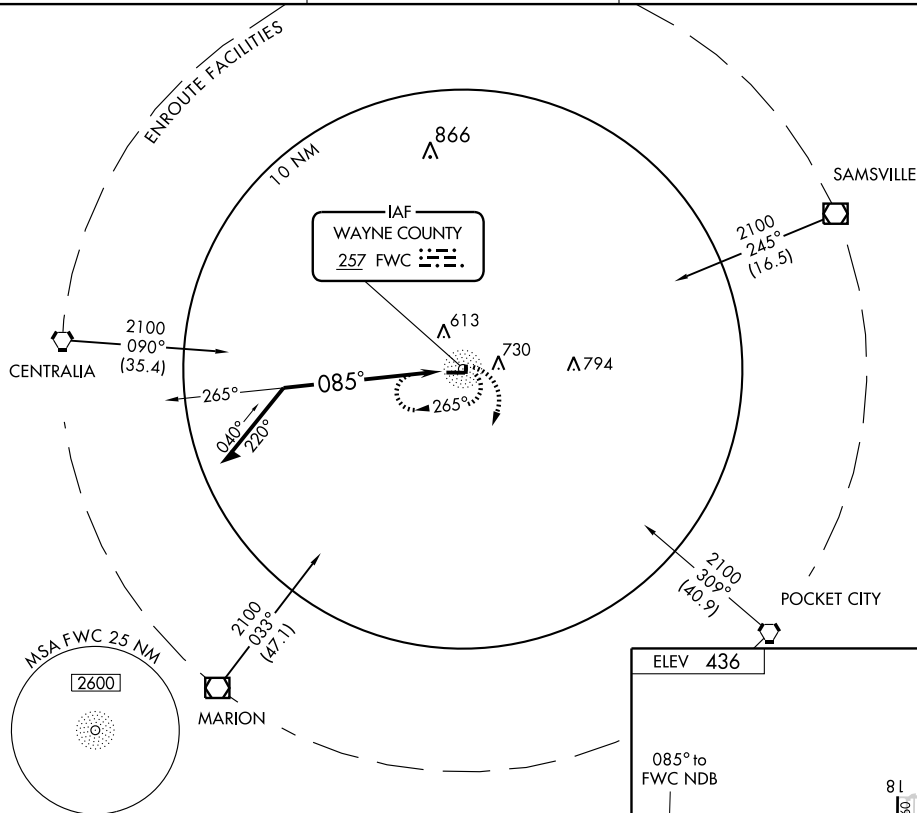 ENROUTE FACILITIES
10 NM
866
SAMSVILLE
2100
245°
(16.5)
IAF
WAYNE COUNTY
257 FWC
613
730
794
2100
090°
(35.4)
CENTRALIA
265°
085°
265°
040°
220°
2100
033°
(47.1)
MARION
2100
309°
(40.9)
POCKET CITY
MSA FWC 25 NM
2600
ELEV 436
085° to
FWC NDB
18